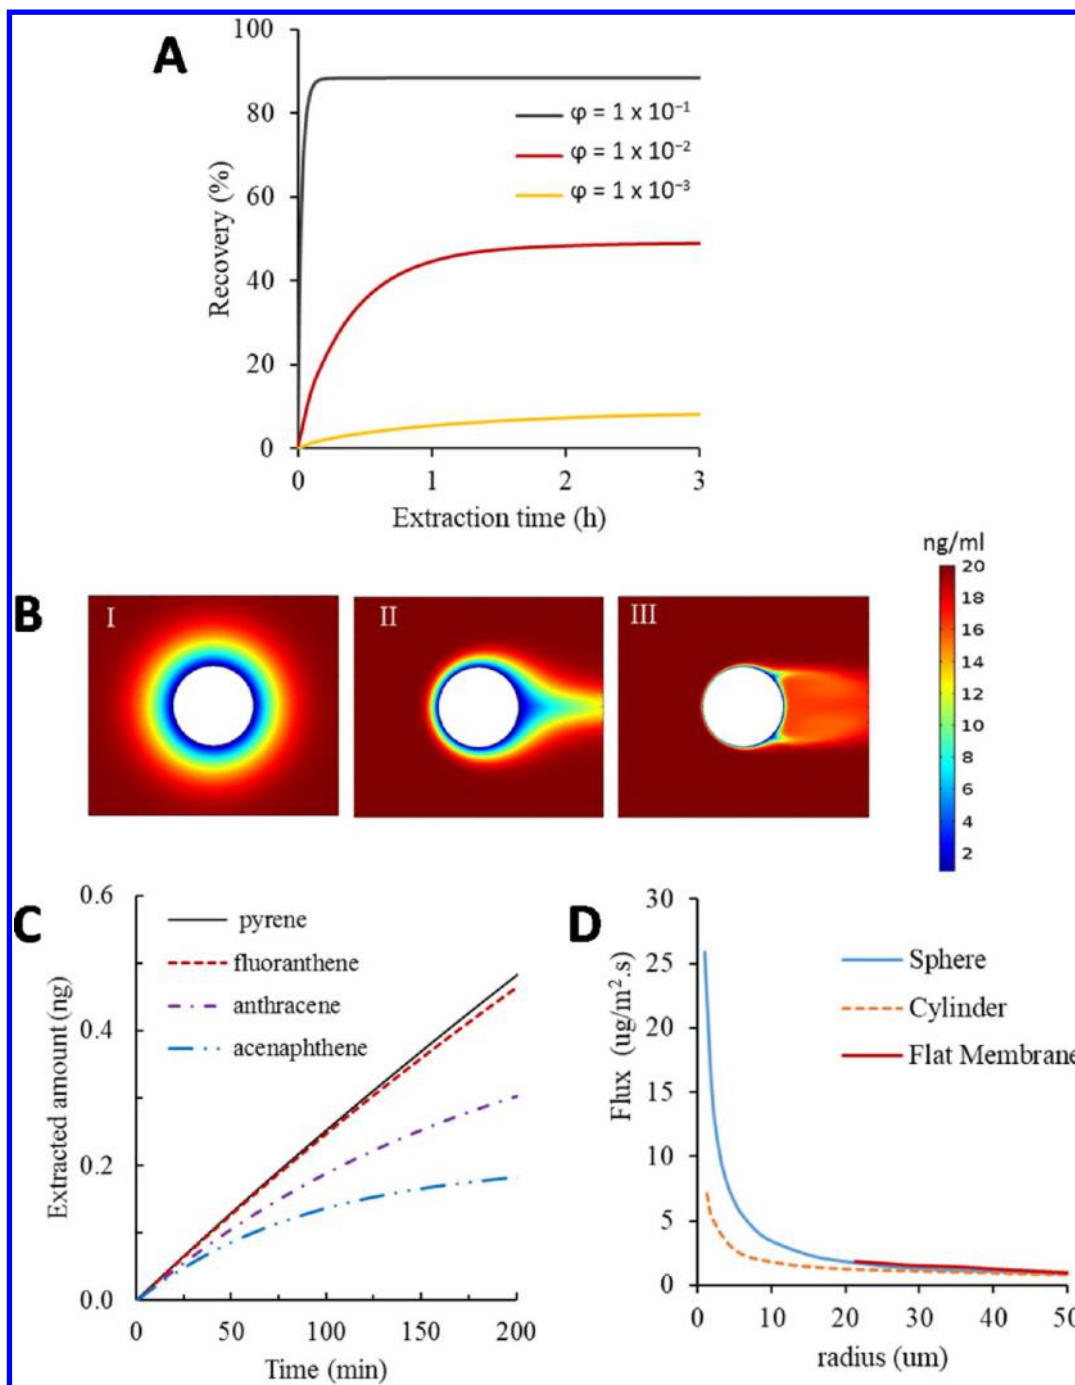 A
100
80
60
40
20
0
Recovery (%)
φ = 1 x 10⁻¹
φ = 1 x 10⁻²
φ = 1 x 10⁻³
0 1 2 3
Extraction time (h)
B
I
II
III
ng/ml
20
18
16
14
12
10
8
6
4
2
C
0.6
0.4
0.2
0.0
Extracted amount (ng)
pyrene
fluoranthene
anthracene
acenaphthene
0 50 100 150 200
Time (min)
D
30
25
20
15
10
5
0
Flux (ug/m².s)
Sphere
Cylinder
Flat Membrane
0 10 20 30 40 50
radius (um)